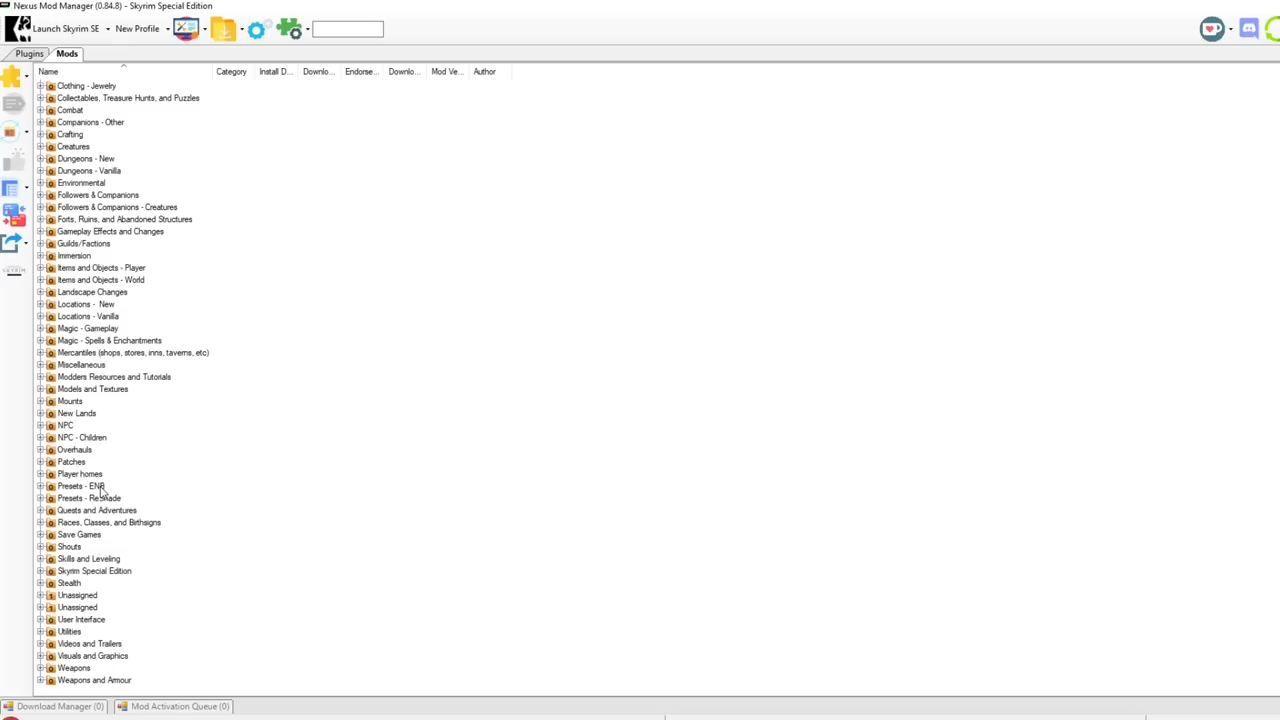 Nexus Mod Manager (0.84.8) - Skyrim Special Edition
Launch Skyrim SE New Profile
Plugins Mods
Name Category Install D... Downlo... Endorse... Downlo... Mod Ve... Author
Clothing - Jewelry
Collectables, Treasure Hunts, and Puzzles
Combat
Companions - Other
Crafting
Creatures
Dungeons - New
Dungeons - Vanilla
Environmental
Followers & Companions
Followers & Companions - Creatures
Forts, Ruins, and Abandoned Structures
Gameplay Effects and Changes
Guilds/Factions
Immersion
Items and Objects - Player
Items and Objects - World
Landscape Changes
Locations - New
Locations - Vanilla
Magic - Gameplay
Magic - Spells & Enchantments
Mercantiles (shops, stores, inns, taverns, etc)
Miscellaneous
Modders Resources and Tutorials
Models and Textures
Mounts
New Lands
NPC
NPC - Children
Overhauls
Patches
Player homes
Presets - ENB
Presets - ReShade
Quests and Adventures
Races, Classes, and Birthsigns
Save Games
Shouts
Skills and Leveling
Skyrim Special Edition
Stealth
Unassigned
Unassigned
User Interface
Utilities
Videos and Trailers
Visuals and Graphics
Weapons
Weapons and Armour
Download Manager (0) Mod Activation Queue (0)